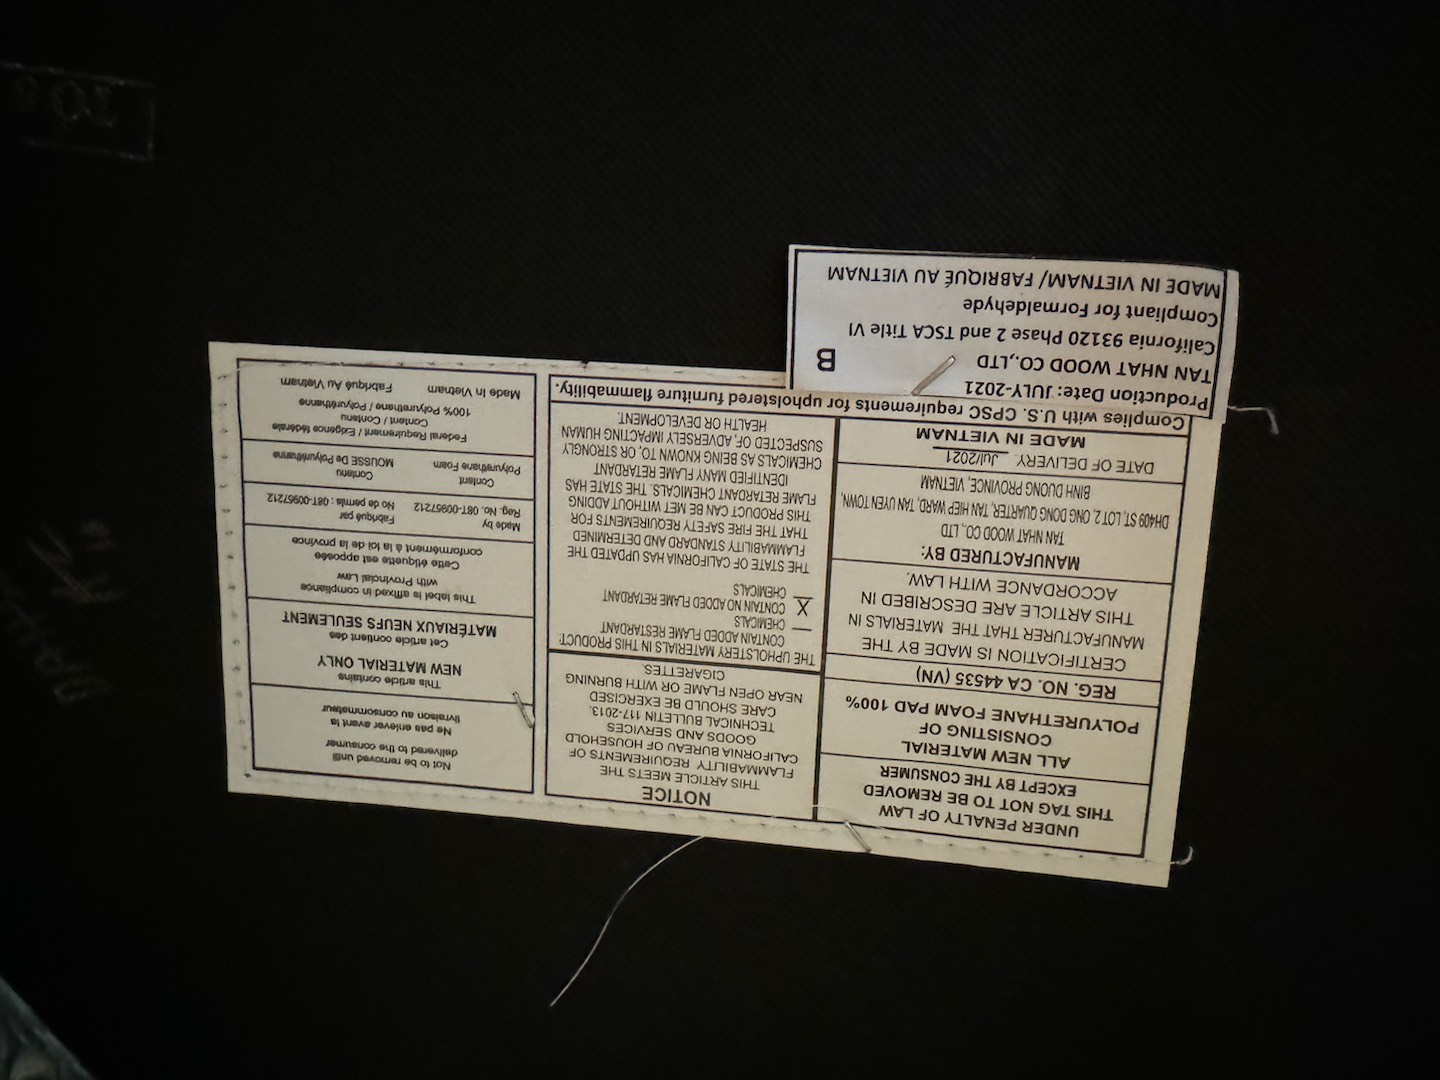 UNDER PENALTY OF LAW
THIS TAG NOT TO BE REMOVED
EXCEPT BY THE CONSUMER
ALL NEW MATERIAL
CONSISTING OF
POLYURETHANE FOAM PAD 100%
REG. NO. CA 44535 (VN)
CERTIFICATION IS MADE BY THE
MANUFACTURER THAT THE MATERIALS IN
THIS ARTICLE ARE DESCRIBED IN
ACCORDANCE WITH LAW.
MANUFACTURED BY:
TAN NHAT WOOD CO., LTD
DH409 ST, LOT 2, ONG DONG QUARTER, TAN HIEP WARD, TAN UYEN TOWN,
BINH DUONG PROVINCE, VIETNAM
DATE OF DELIVERY Jul/2021
MADE IN VIETNAM
NOTICE
THIS ARTICLE MEETS THE
FLAMMABILITY REQUIREMENTS OF
CALIFORNIA BUREAU OF HOUSEHOLD
GOODS AND SERVICES
TECHNICAL BULLETIN 117-2013.
CARE SHOULD BE EXERCISED
NEAR OPEN FLAME OR WITH BURNING
CIGARETTES.
THE UPHOLSTERY MATERIALS IN THIS PRODUCT:
CONTAIN ADDED FLAME RESTARDANT
CHEMICALS
X CONTAIN NO ADDED FLAME RETARDANT
CHEMICALS
THE STATE OF CALIFORNIA HAS UPDATED THE
FLAMMABILITY STANDARD AND DETERMINED
THAT THE FIRE SAFETY REQUIREMENTS FOR
THIS PRODUCT CAN BE MET WITHOUT ADDING
FLAME RETARDANT CHEMICALS. THE STATE HAS
IDENTIFIED MANY FLAME RETARDANT
CHEMICALS AS BEING KNOWN TO, OR STRONGLY
SUSPECTED OF, ADVERSELY IMPACTING HUMAN
HEALTH OR DEVELOPMENT.
Complies with U.S. CPSC requirements for upholstered furniture flammability.
Not to be removed until
delivered to the consumer
Ne pas enlever avant la
livraison au consommateur
This article contains
NEW MATERIAL ONLY
Cet article contient des
MATÉRIAUX NEUFS SEULEMENT
This label is affixed in compliance
with Provincial Law
Cette étiquette est apposée
conformément à la loi de la province
Made by Fabriqué par
Reg. No. 08T-00957212 No de permis : 08T-00957212
Content Contenu
Polyurethane Foam MOUSSE De Polyuréthane
Federal Requirement / Exigence fédérale
Content / Contenu
100% Polyurethane / Polyuréthane
Made In Vietnam Fabriqué Au Vietnam
Production Date: JULY-2021
TAN NHAT WOOD CO.,LTD
B
California 93120 Phase 2 and TSCA Title VI
Compliant for Formaldehyde
MADE IN VIETNAM/ FABRIQUÉ AU VIETNAM